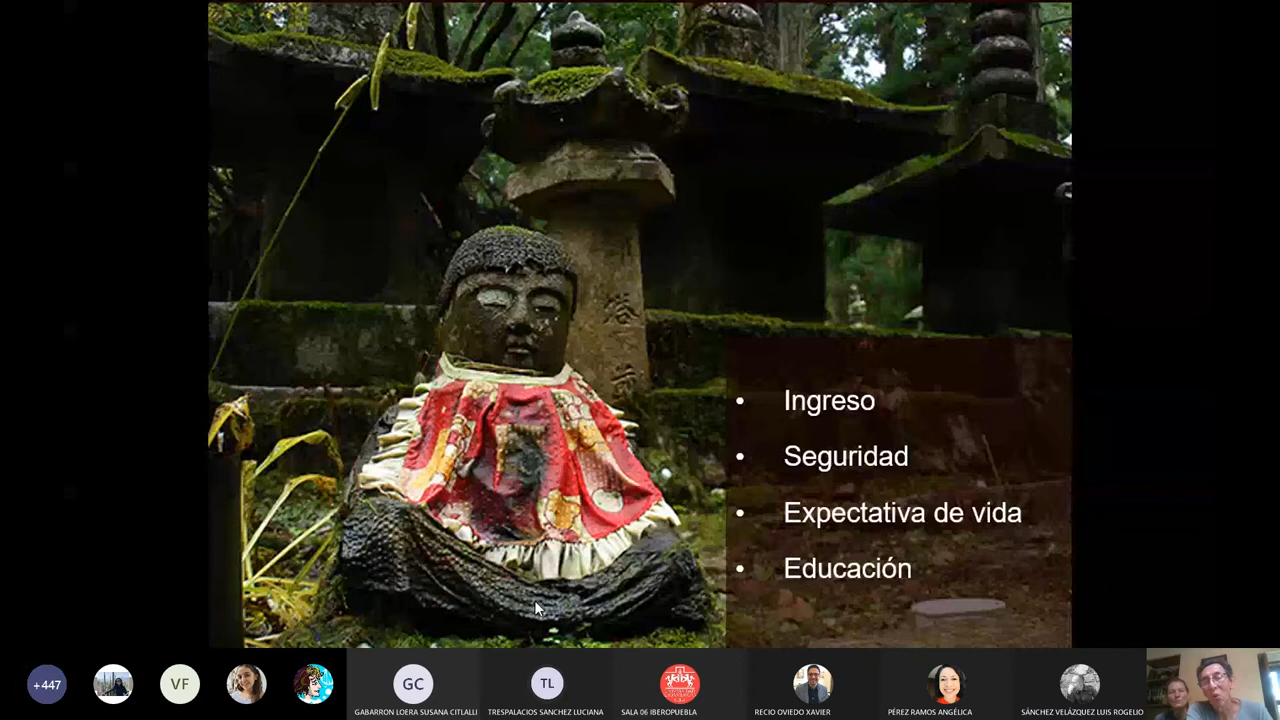 塔
• Ingreso
• Seguridad
• Expectativa de vida
• Educación
+447
VF
GC
GABARRON LOERA SUSANA CITLALLI
TL
TRESPALACIOS SANCHEZ LUCIANA
SALA 06 IBEROPUEBLA
RECIO OVIEDO XAVIER
PÉREZ RAMOS ANGÉLICA
SÁNCHEZ VELÁZQUEZ LUIS ROGELIO